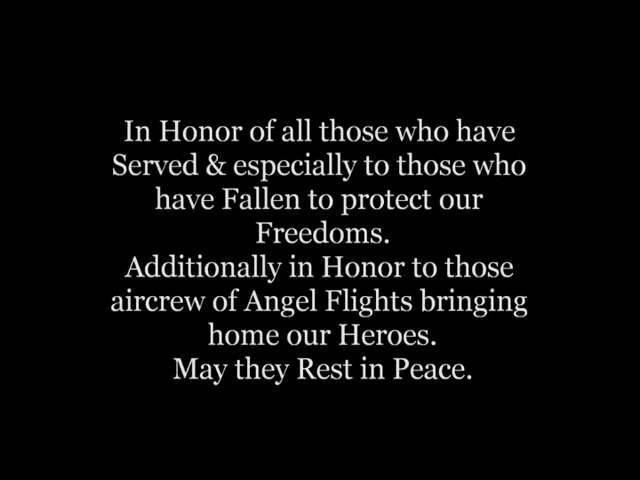 In Honor of all those who have
Served & especially to those who
have Fallen to protect our
Freedoms.
Additionally in Honor to those
aircrew of Angel Flights bringing
home our Heroes.
May they Rest in Peace.